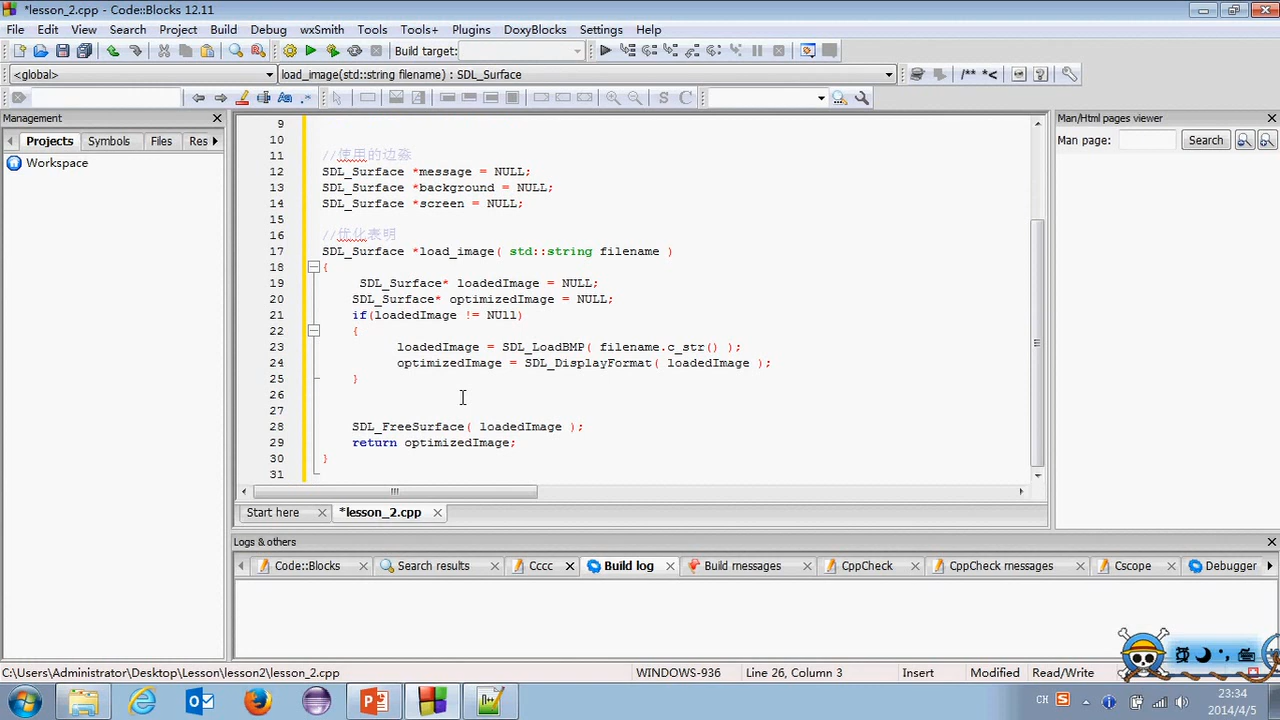 *lesson_2.cpp - Code::Blocks 12.11
File Edit View Search Project Build Debug wxSmith Tools Tools+ Plugins DoxyBlocks Settings Help
Build target:
<global> load_image(std::string filename) : SDL_Surface /** *<
Management
Man/Html pages viewer
Projects Symbols Files Res
Man page: Search
Workspace
9
10
11 //使用的边淼
12 SDL_Surface *message = NULL;
13 SDL_Surface *background = NULL;
14 SDL_Surface *screen = NULL;
15
16 //优化表明
17 SDL_Surface *load_image( std::string filename )
18 {
19 SDL_Surface* loadedImage = NULL;
20 SDL_Surface* optimizedImage = NULL;
21 if(loadedImage != NUll)
22 {
23 loadedImage = SDL_LoadBMP( filename.c_str() );
24 optimizedImage = SDL_DisplayFormat( loadedImage );
25 }
26
27
28 SDL_FreeSurface( loadedImage );
29 return optimizedImage;
30 }
31
Start here *lesson_2.cpp
Logs & others
Code::Blocks Search results Cccc Build log Build messages CppCheck CppCheck messages Cscope Debugger
C:\Users\Administrator\Desktop\Lesson\lesson2\lesson_2.cpp WINDOWS-936 Line 26, Column 3 Insert Modified Read/Write
CH 23:34
2014/4/5